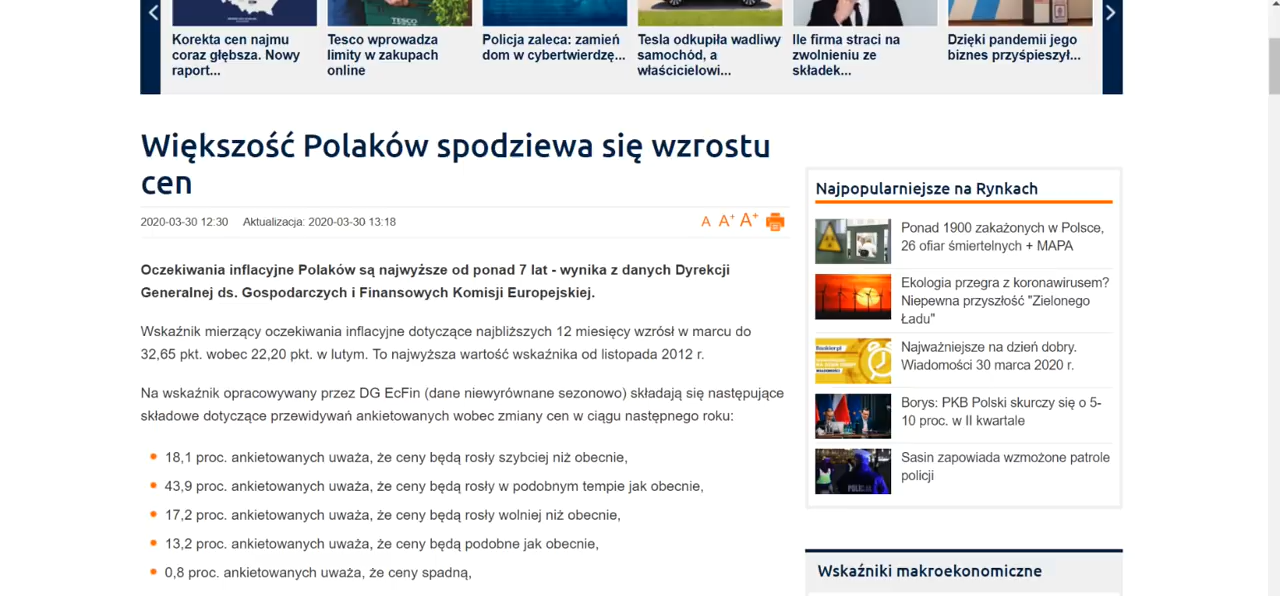 TESCO
Korekta cen najmu
coraz głębsza. Nowy
raport...
Tesco wprowadza
limity w zakupach
online
Policja zaleca: zamień
dom w cybertwierdzę...
Tesla odkupiła wadliwy
samochód, a
właścicielowi...
Ile firma straci na
zwolnieniu ze
składek...
Dzięki pandemii jego
biznes przyśpieszył...
Większość Polaków spodziewa się wzrostu
cen
2020-03-30 12:30 Aktualizacja: 2020-03-30 13:18
A A+ A+
Oczekiwania inflacyjne Polaków są najwyższe od ponad 7 lat - wynika z danych Dyrekcji
Generalnej ds. Gospodarczych i Finansowych Komisji Europejskiej.
Wskaźnik mierzący oczekiwania inflacyjne dotyczące najbliższych 12 miesięcy wzrósł w marcu do
32,65 pkt. wobec 22,20 pkt. w lutym. To najwyższa wartość wskaźnika od listopada 2012 r.
Na wskaźnik opracowywany przez DG EcFin (dane niewyrównane sezonowo) składają się następujące
składowe dotyczące przewidywań ankietowanych wobec zmiany cen w ciągu następnego roku:
18,1 proc. ankietowanych uważa, że ceny będą rosły szybciej niż obecnie,
43,9 proc. ankietowanych uważa, że ceny będą rosły w podobnym tempie jak obecnie,
17,2 proc. ankietowanych uważa, że ceny będą rosły wolniej niż obecnie,
13,2 proc. ankietowanych uważa, że ceny będą podobne jak obecnie,
0,8 proc. ankietowanych uważa, że ceny spadną,
Najpopularniejsze na Rynkach
Ponad 1900 zakażonych w Polsce,
26 ofiar śmiertelnych + MAPA
Ekologia przegra z koronawirusem?
Niepewna przyszłość "Zielonego
Ładu"
Najważniejsze na dzień dobry.
Wiadomości 30 marca 2020 r.
Borys: PKB Polski skurczy się o 5-
10 proc. w II kwartale
Sasin zapowiada wzmożone patrole
policji
Wskaźniki makroekonomiczne